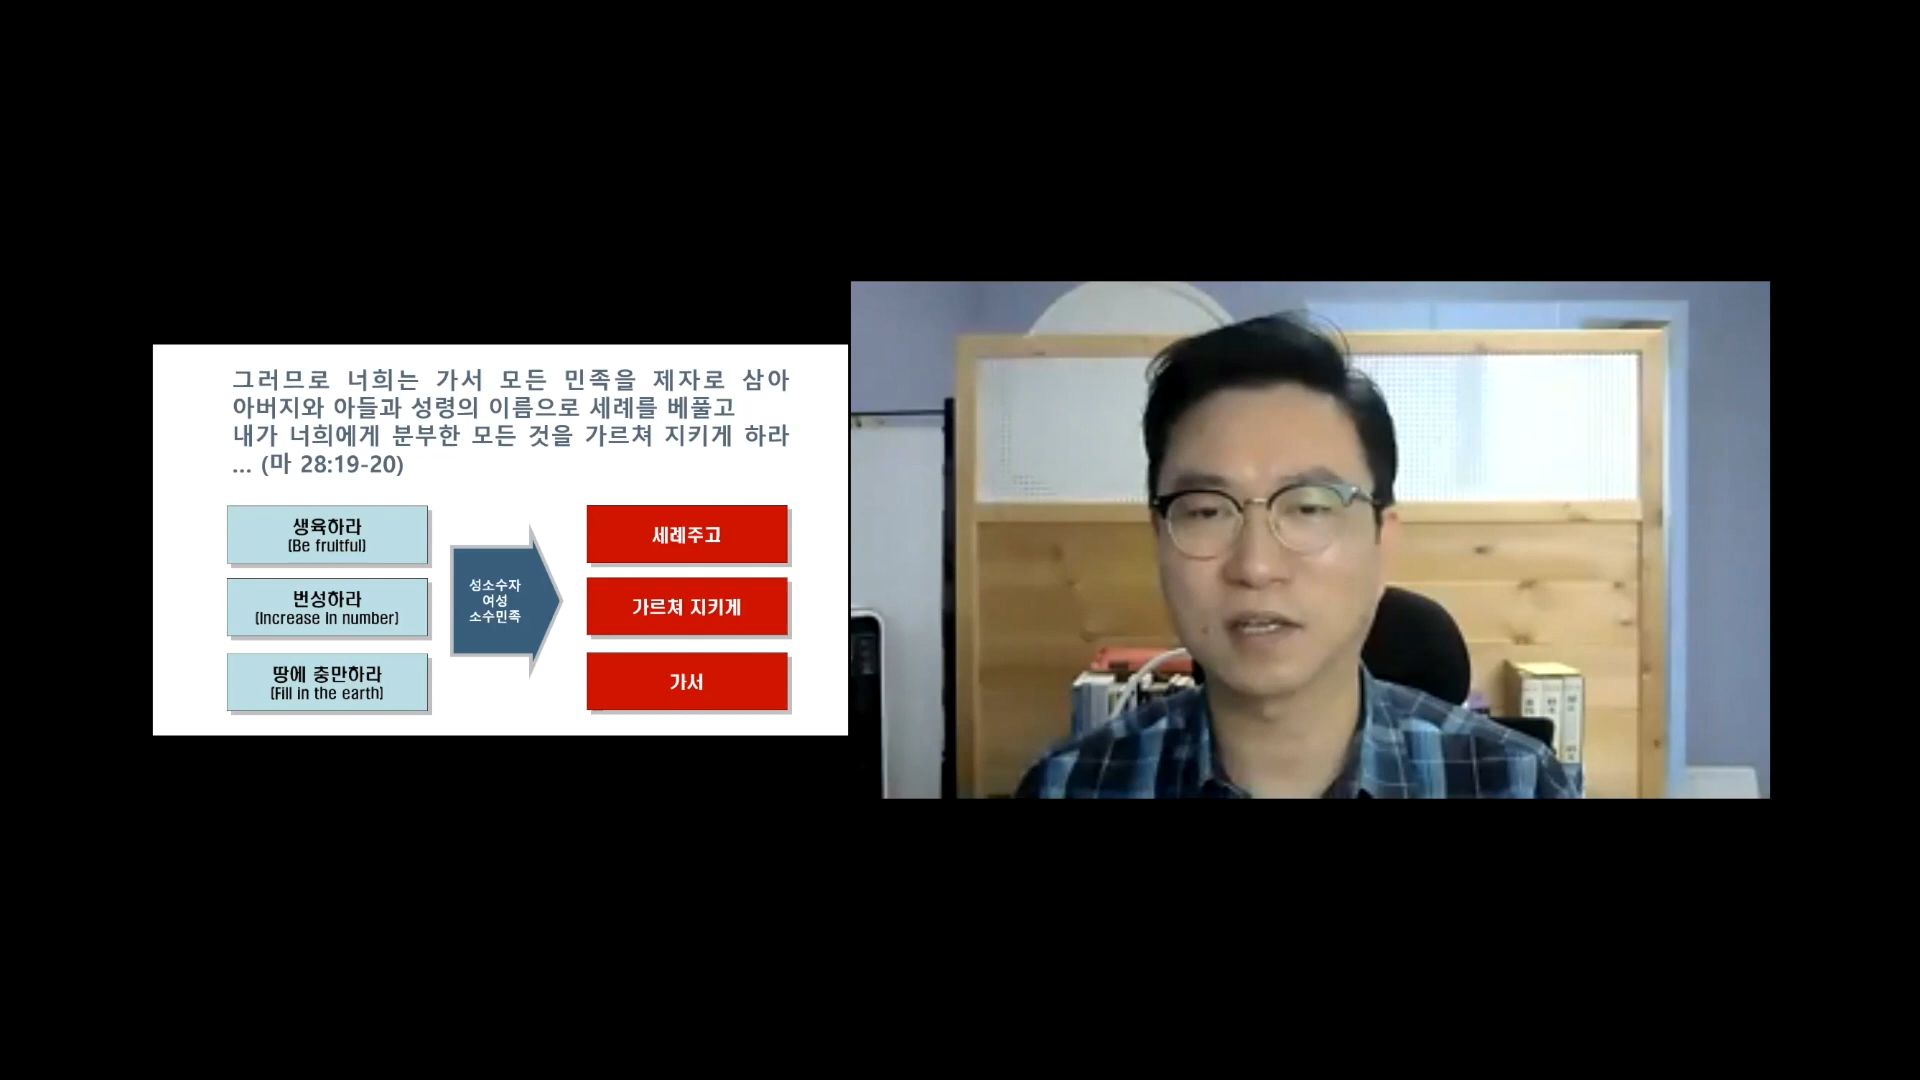 그러므로 너희는 가서 모든 민족을 제자로 삼아
아버지와 아들과 성령의 이름으로 세례를 베풀고
내가 너희에게 분부한 모든 것을 가르쳐 지키게 하라
... (마 28:19-20)
생육하라
(Be fruitful)
번성하라
(Increase in number)
땅에 충만하라
(Fill in the earth)
성소수자
여성
소수민족
세례주고
가르쳐 지키게
가서